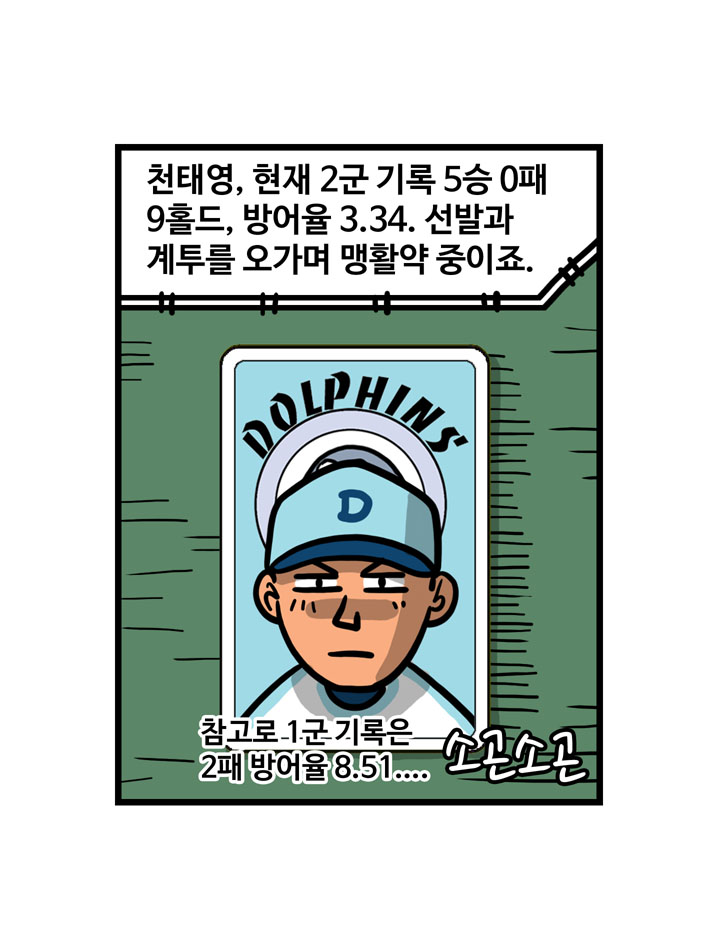 천태영, 현재 2군 기록 5승 0패
9홀드, 방어율 3.34. 선발과
계투를 오가며 맹활약 중이죠.
DOLPHINS
D
참고로 1군 기록은
2패 방어율 8.51....
소곤소곤